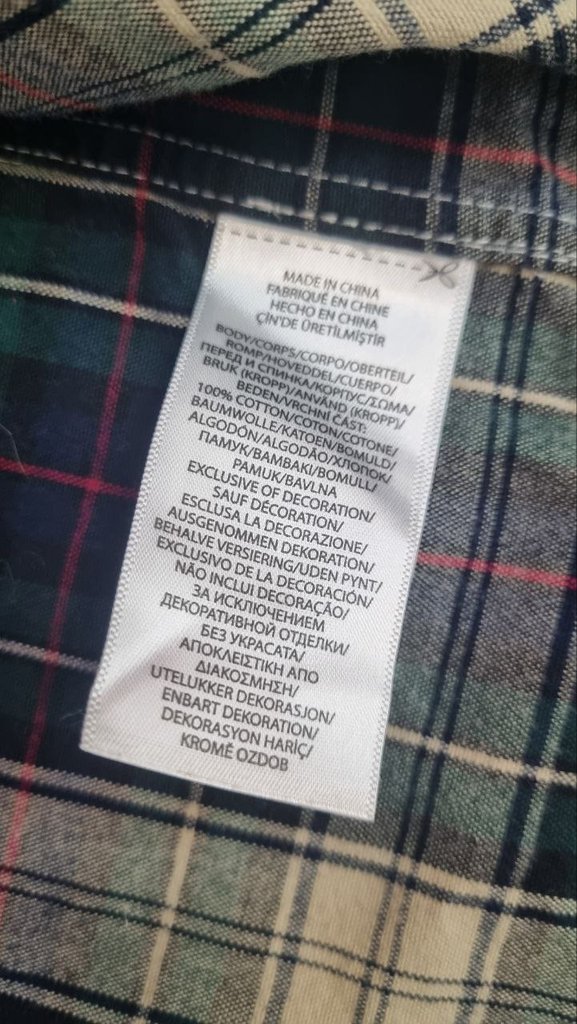 MADE IN CHINA
FABRIQUÉ EN CHINE
HECHO EN CHINA
ÇİN'DE ÜRETİLMİŞTİR
BODY/CORPS/CORPO/OBERTEIL/
ROMP/HOVEDDEL/CUERPO/
ПЕРЕД И СПИНКА/КОРПУС/ΣΩΜΑ/
BRUK (KROPP)/ANVÄND (KROPP)/
BEDEN/VRCHNÍ ČÁST:
100% COTTON/COTON/COTONE/
BAUMWOLLE/KATOEN/BOMULD/
ALGODÓN/ALGODÃO/ХЛОПОК/
ПАМУК/ΒΑΜΒΑΚΙ/BOMULL/
PAMUK/BAVLNA
EXCLUSIVE OF DECORATION/
SAUF DÉCORATION/
ESCLUSA LA DECORAZIONE/
AUSGENOMMEN DEKORATION/
BEHALVE VERSIERING/UDEN PYNT/
EXCLUSIVO DE LA DECORACIÓN/
NÃO INCLUI DECORAÇÃO/
ЗА ИСКЛЮЧЕНИЕМ
ДЕКОРАТИВНОЙ ОТДЕЛКИ/
БЕЗ УКРАСАТА/
ΑΠΟΚΛΕΙΣΤΙΚΗ ΑΠΟ
ΔΙΑΚΟΣΜΗΣΗ/
UTELUKKER DEKORASJON/
ENBART DEKORATION/
DEKORASYON HARİÇ/
KROMĚ OZDOB